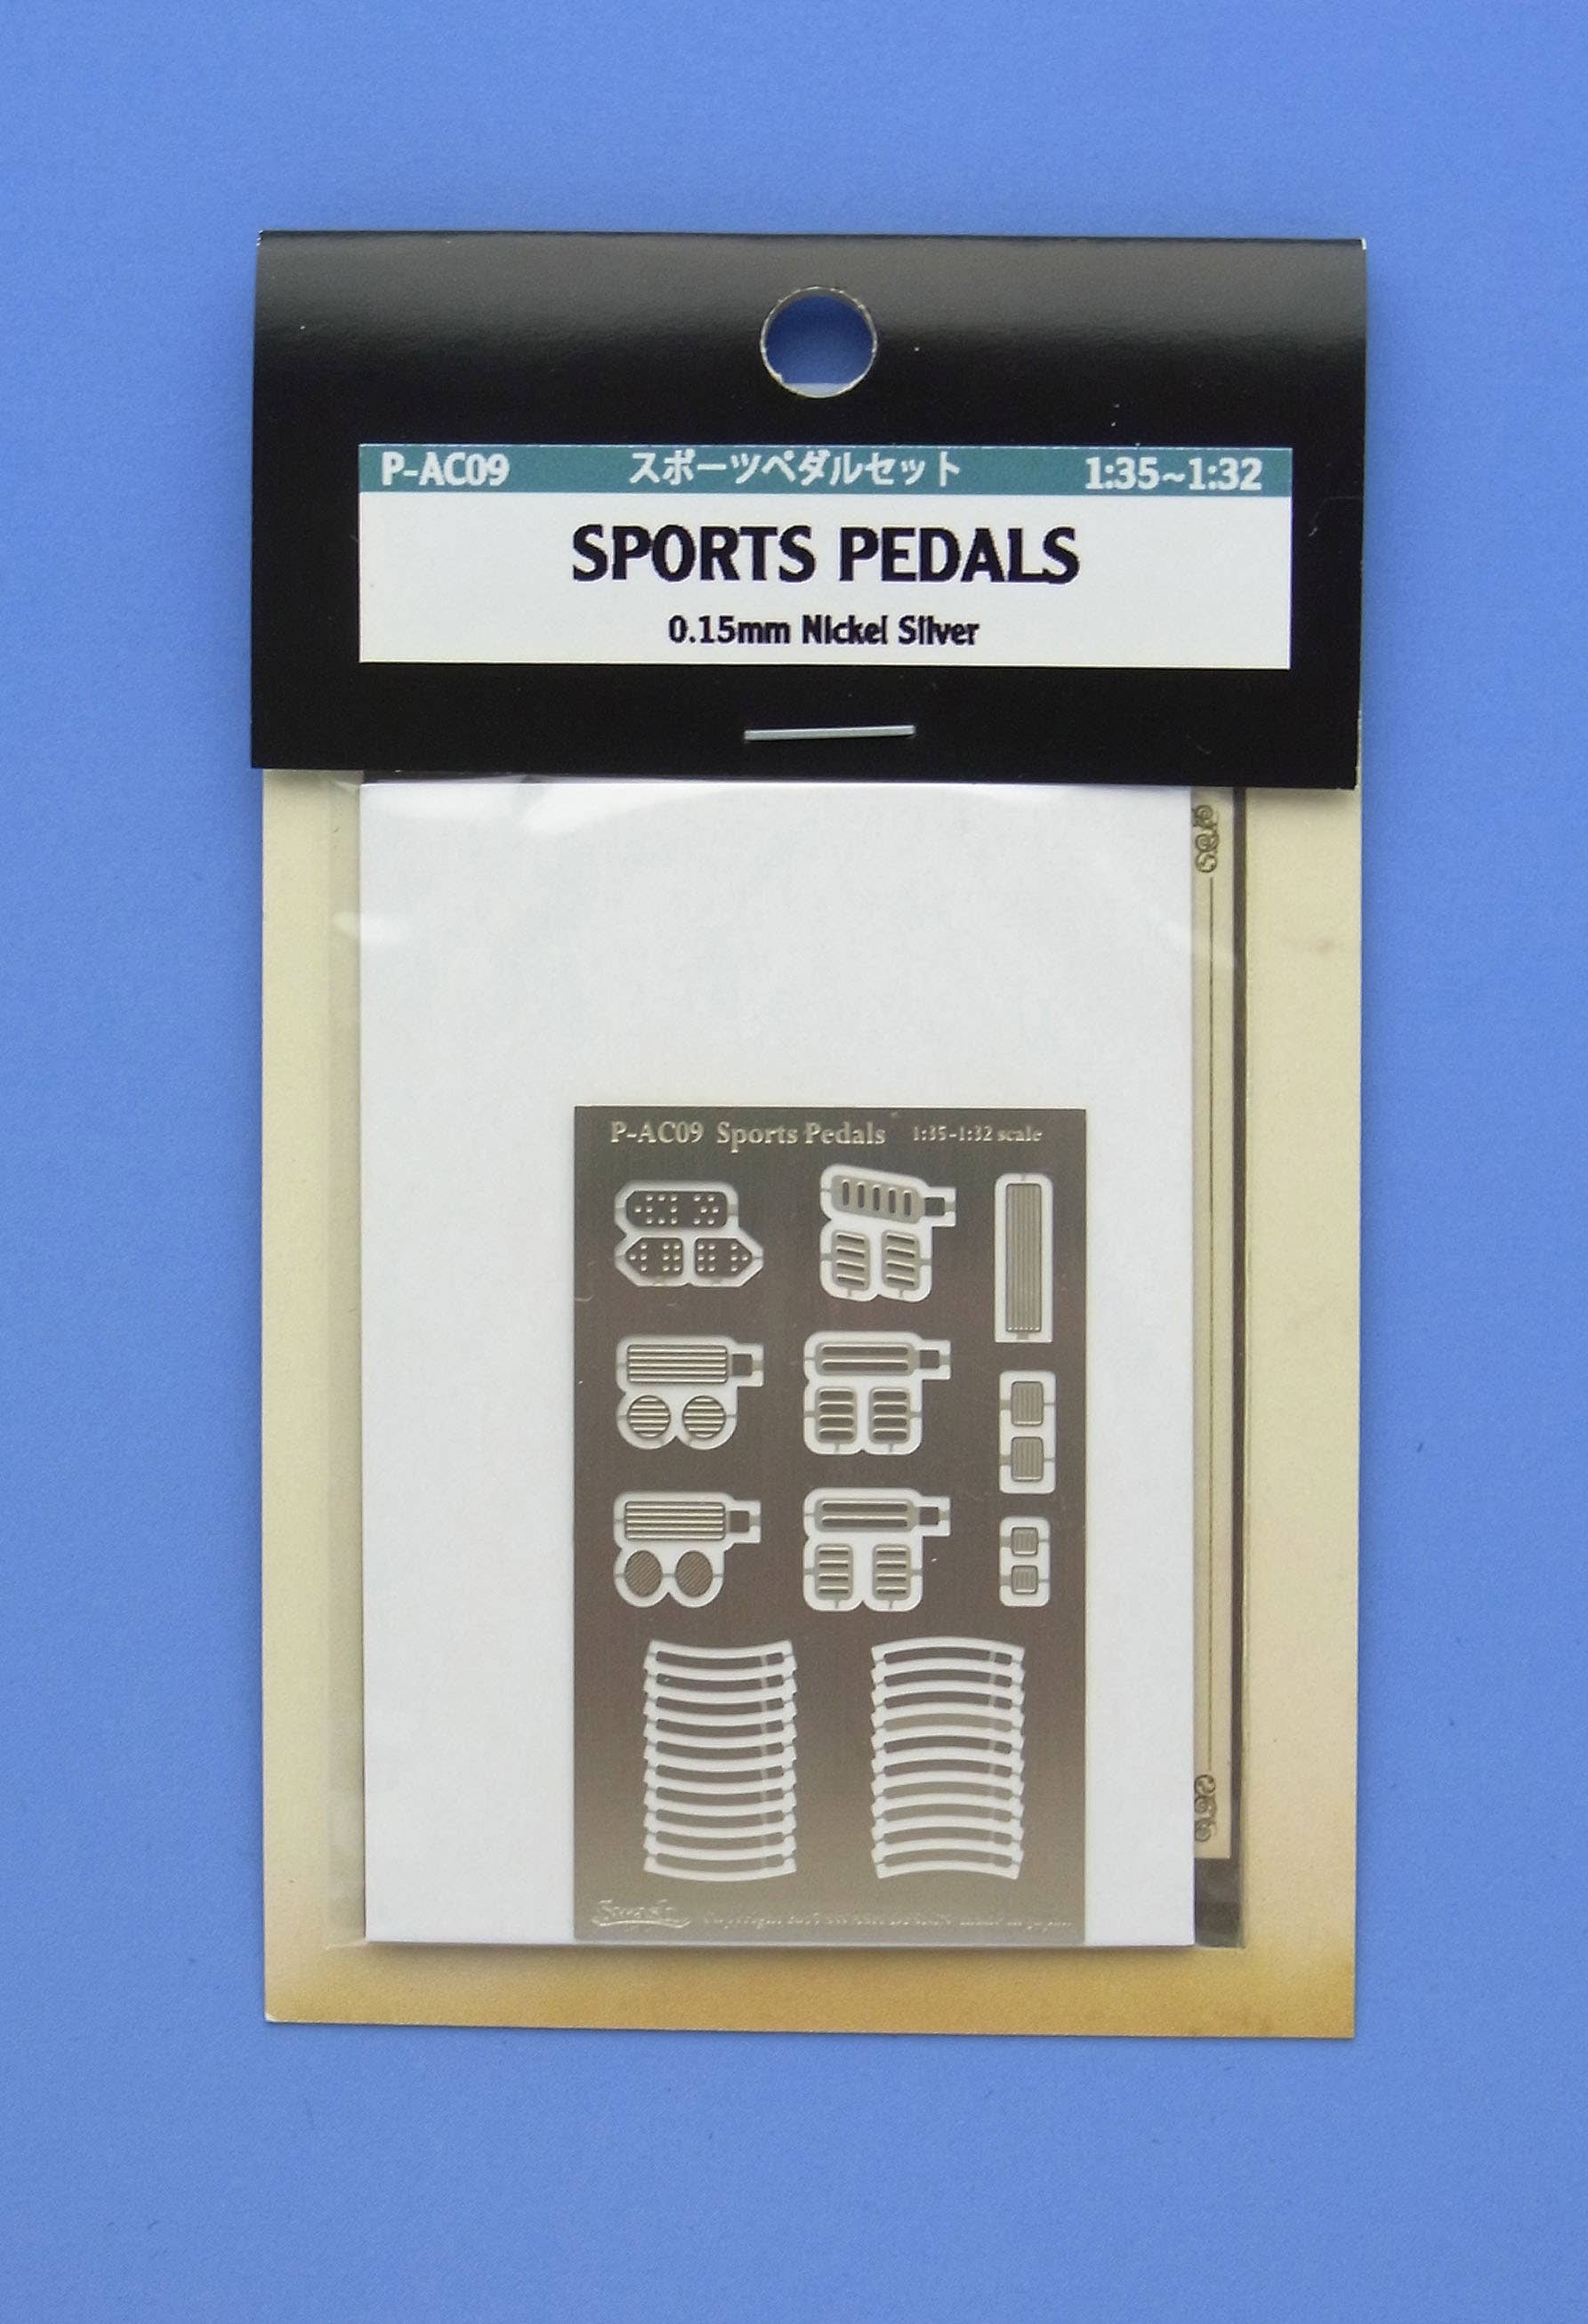 P-AC09 スポーツペダルセット 1:35~1:32
SPORTS PEDALS
0.15mm Nickel Silver
P-AC09 Sports Pedals 1:35-1:32 scale